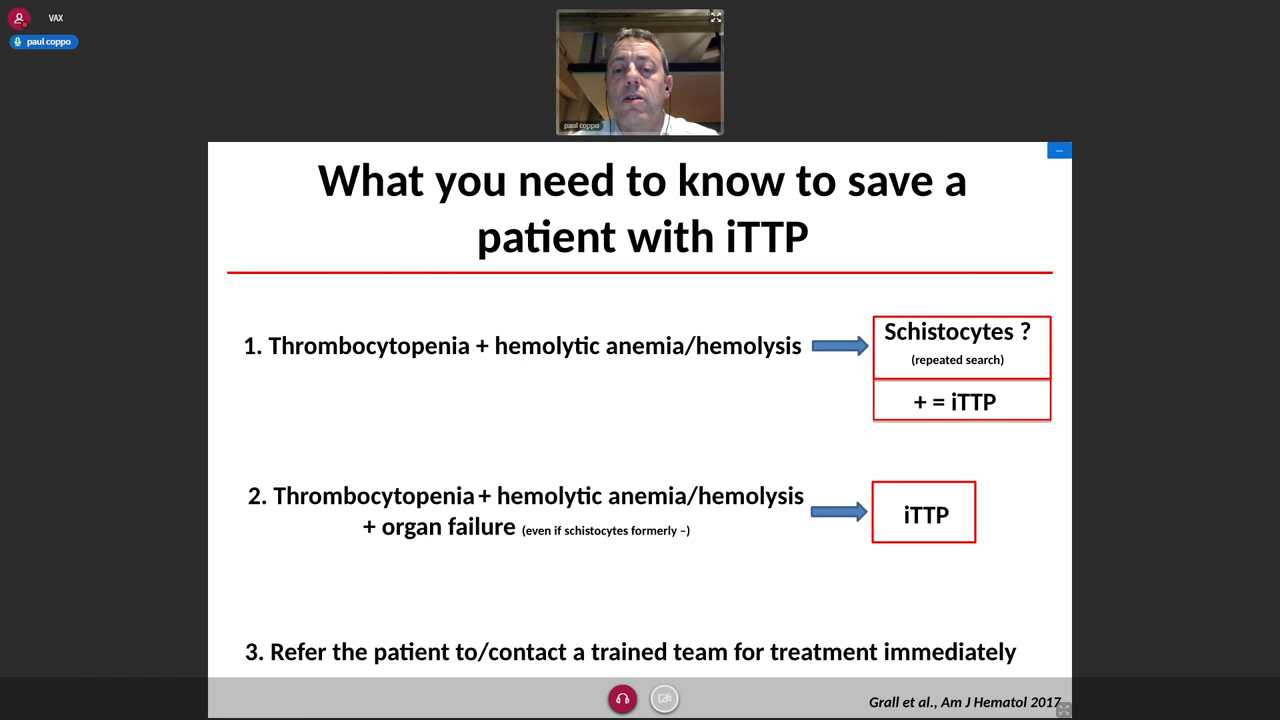 VAX
paul coppo
paul coppo
What you need to know to save a
patient with iTTP
1. Thrombocytopenia + hemolytic anemia/hemolysis
Schistocytes ?
(repeated search)
+ = iTTP
2. Thrombocytopenia + hemolytic anemia/hemolysis
+ organ failure (even if schistocytes formerly –)
iTTP
3. Refer the patient to/contact a trained team for treatment immediately
Grall et al., Am J Hematol 2017